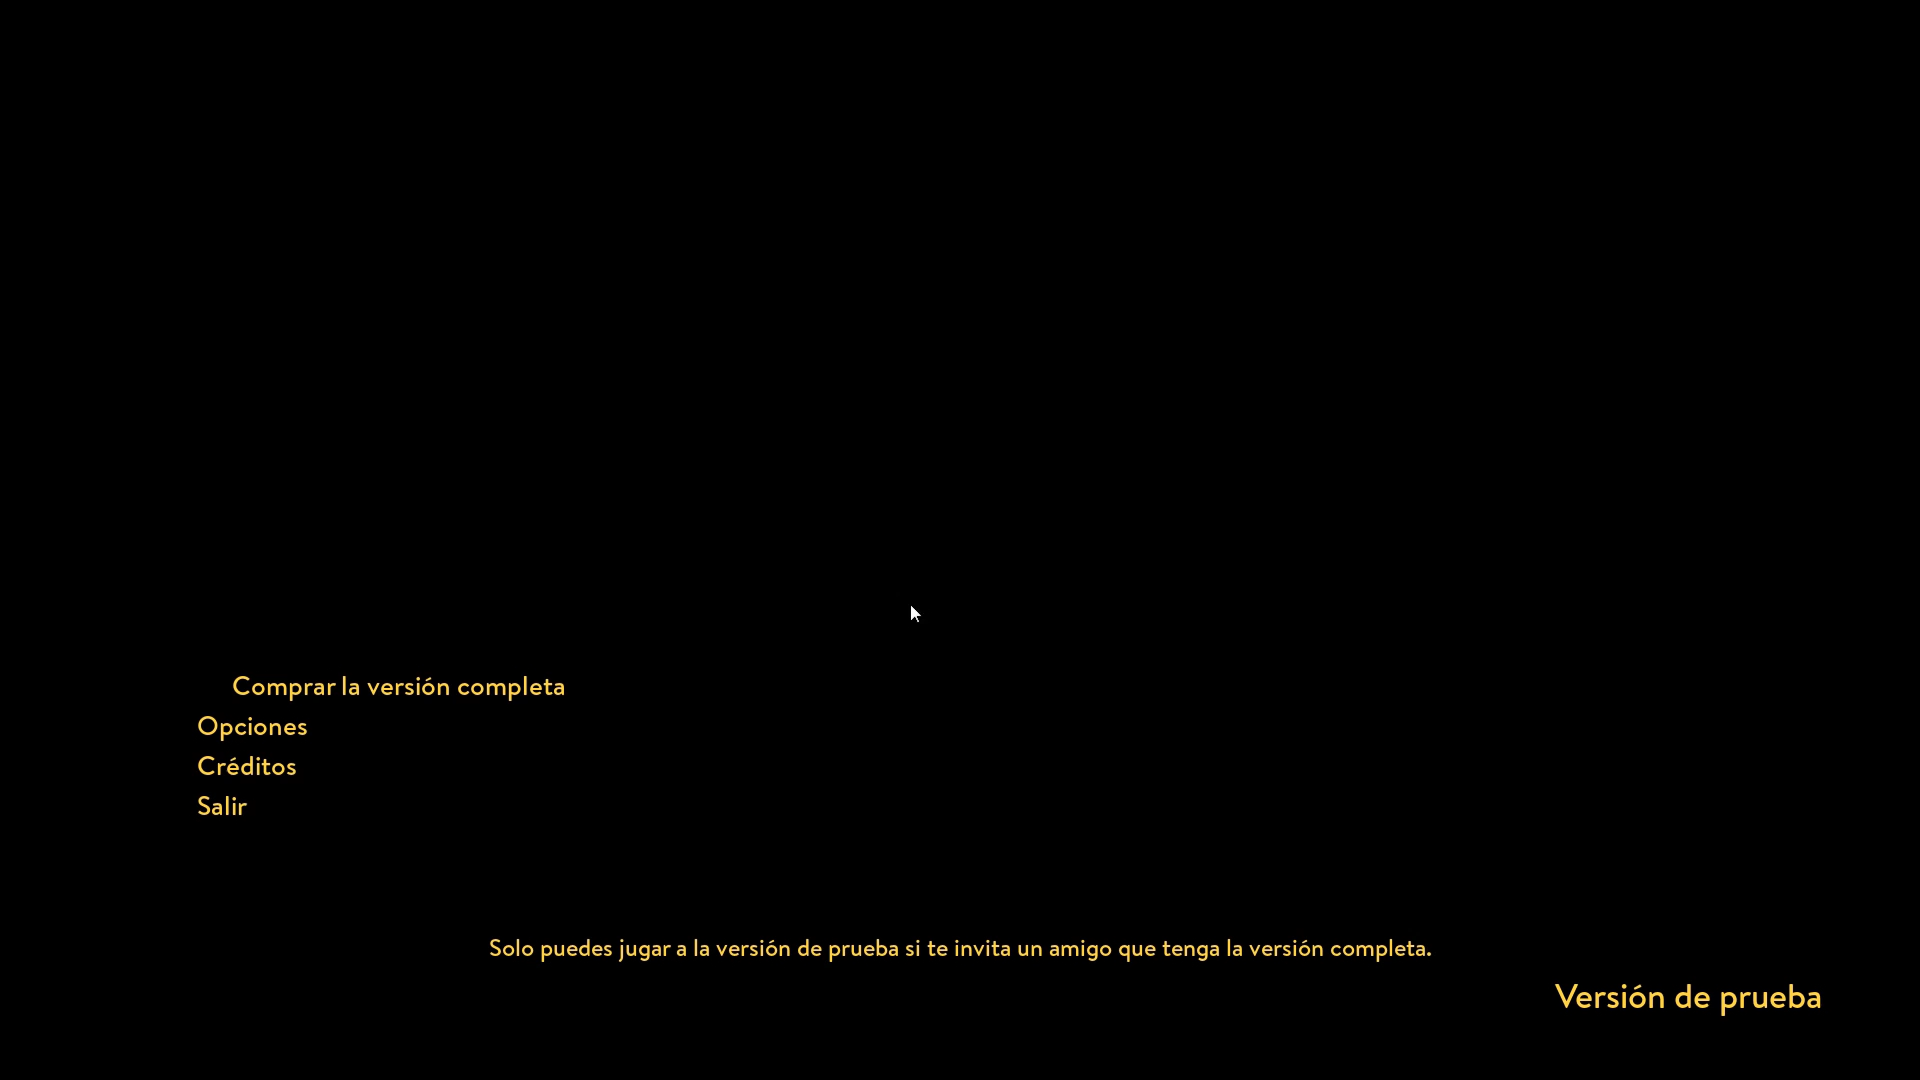 Comprar la versión completa
Opciones
Créditos
Salir
Solo puedes jugar a la versión de prueba si te invita un amigo que tenga la versión completa.
Versión de prueba